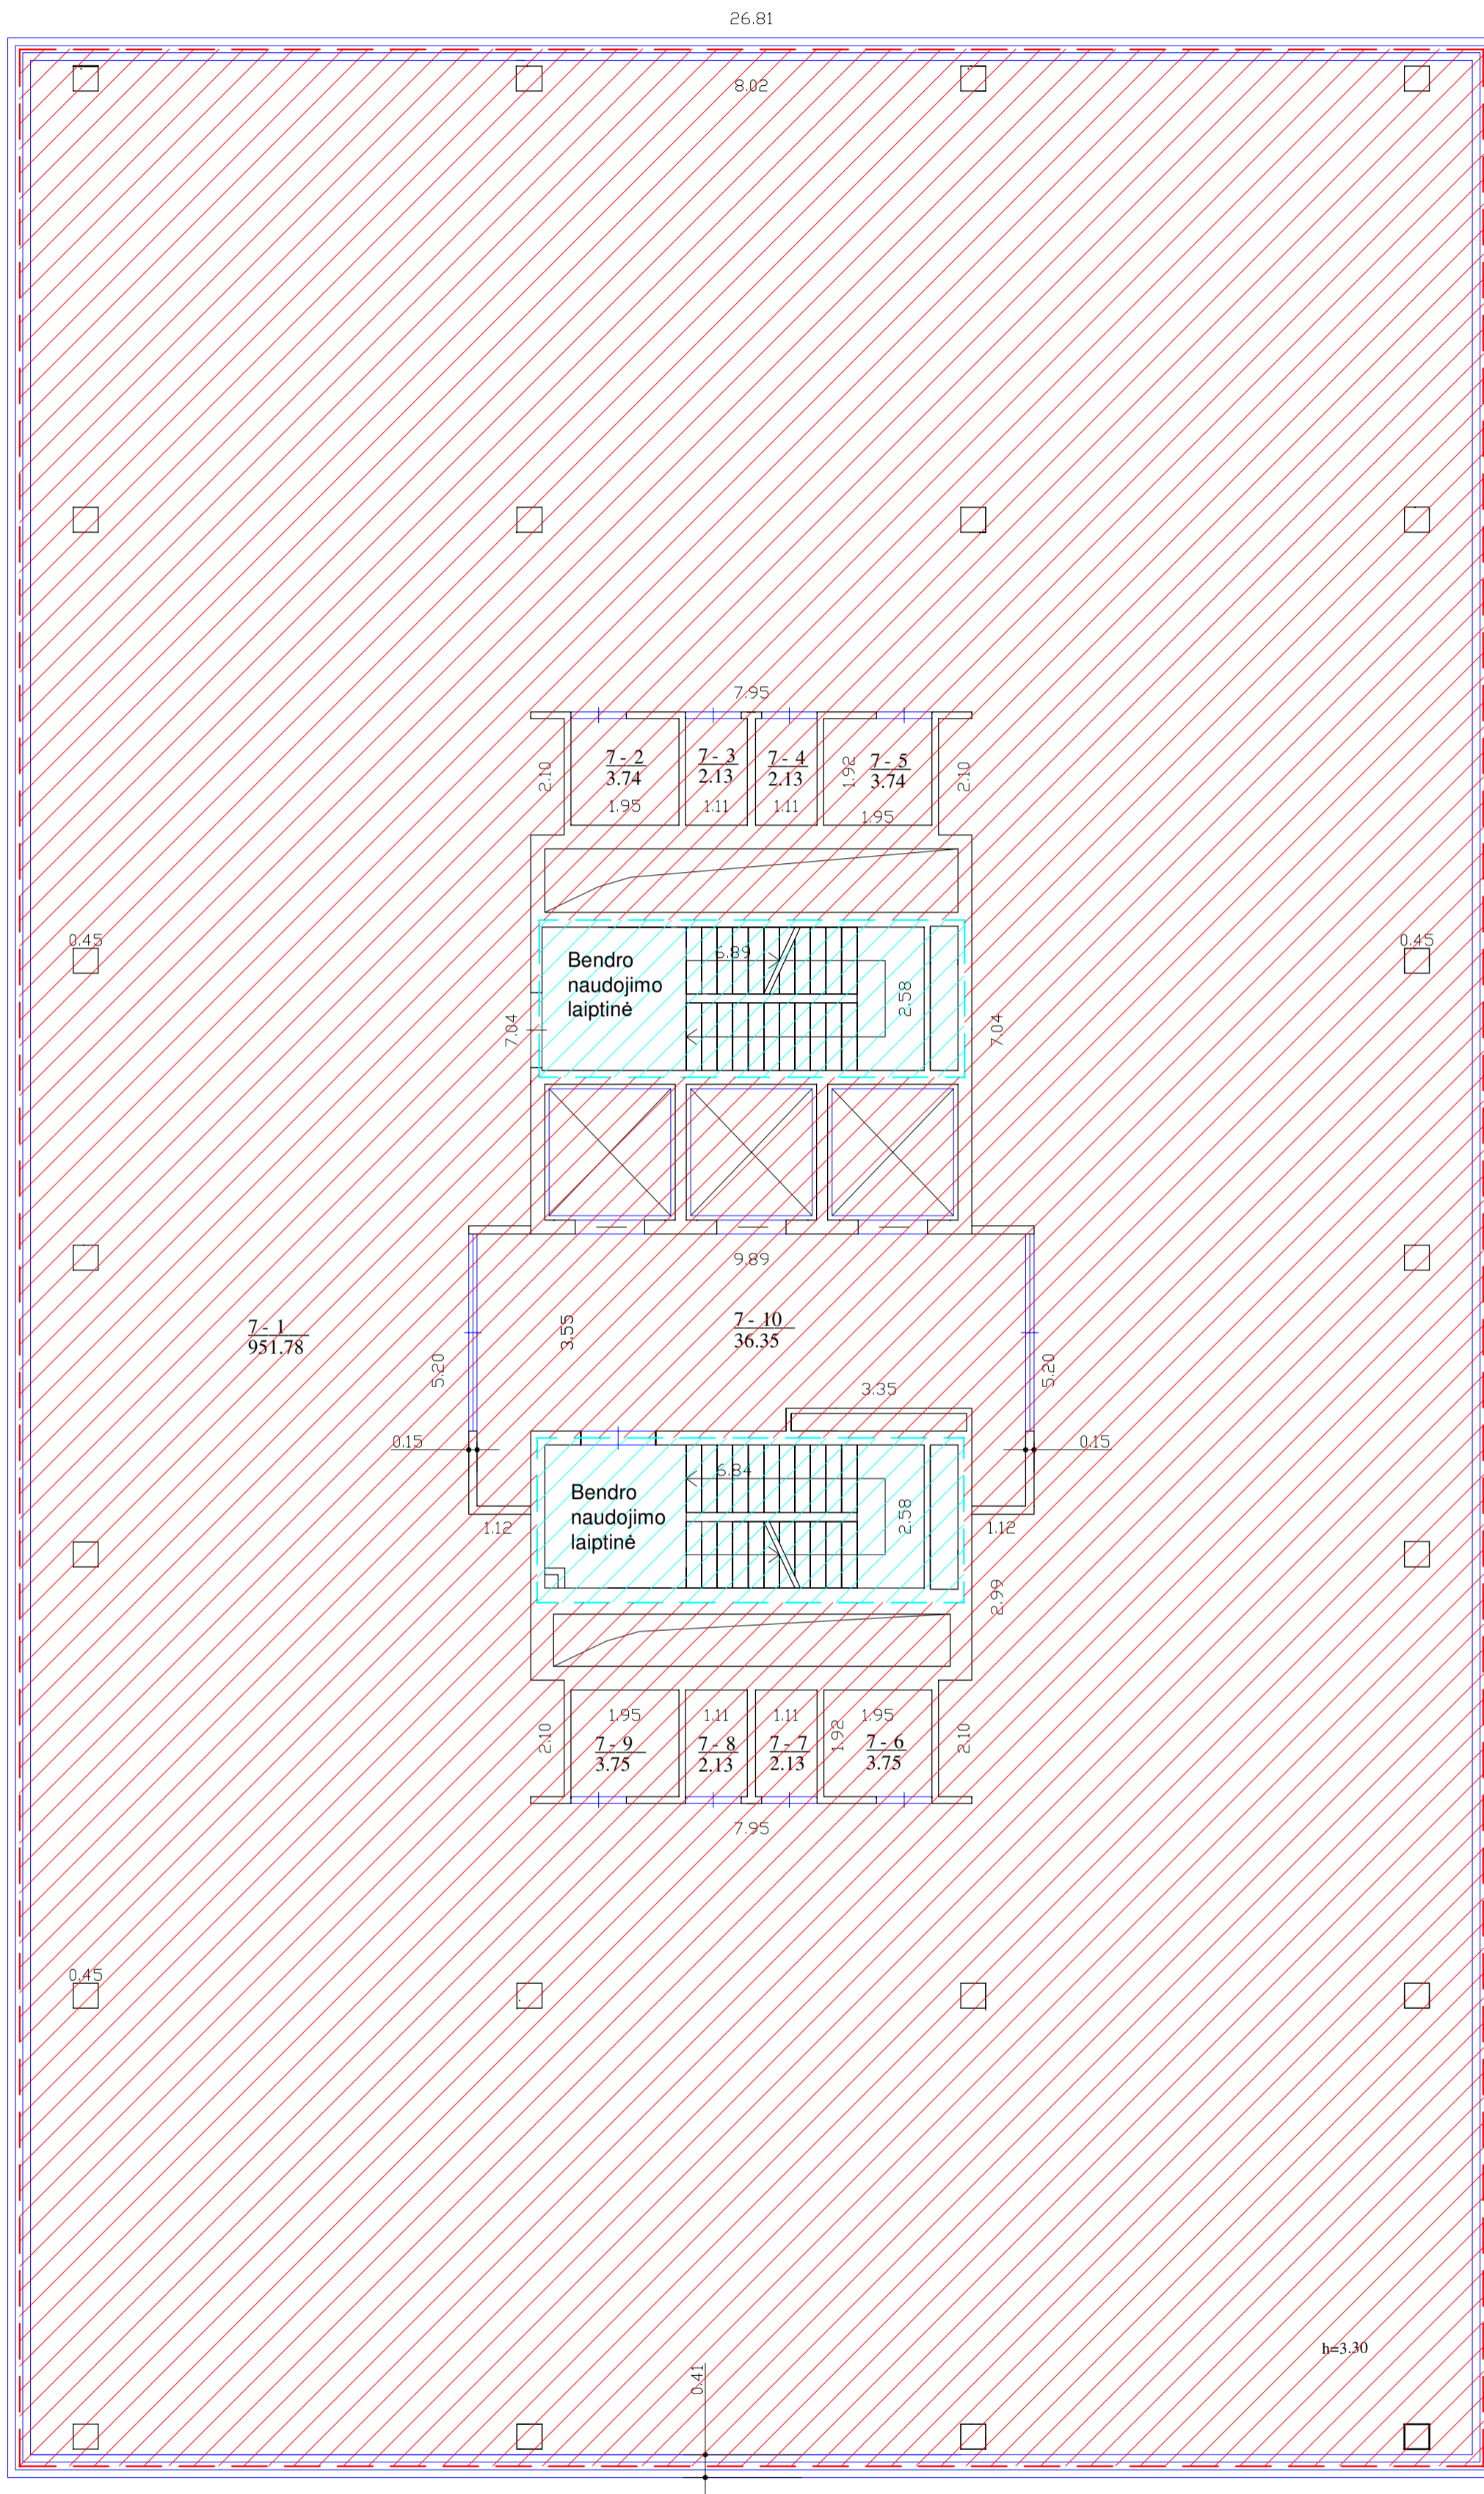 26.81
8.02
7.95
7 - 2
3.74
7 - 3
2.13
7 - 4
2.13
7 - 5
3.74
2.10
1.92
2.10
1.95
1.11
1.11
1.95
0.45
0.45
6.89
Bendro
naudojimo
laiptinė
2.58
7.04
7.04
9.89
7 - 1
951.78
3.55
7 - 10
36.35
5.20
5.20
3.35
0.15
0.15
6.84
Bendro
naudojimo
laiptinė
2.58
1.12
1.12
2.99
1.95
1.11
1.11
1.95
2.10
1.92
2.10
7 - 9
3.75
7 - 8
2.13
7 - 7
2.13
7 - 6
3.75
7.95
0.45
h=3.30
0.41